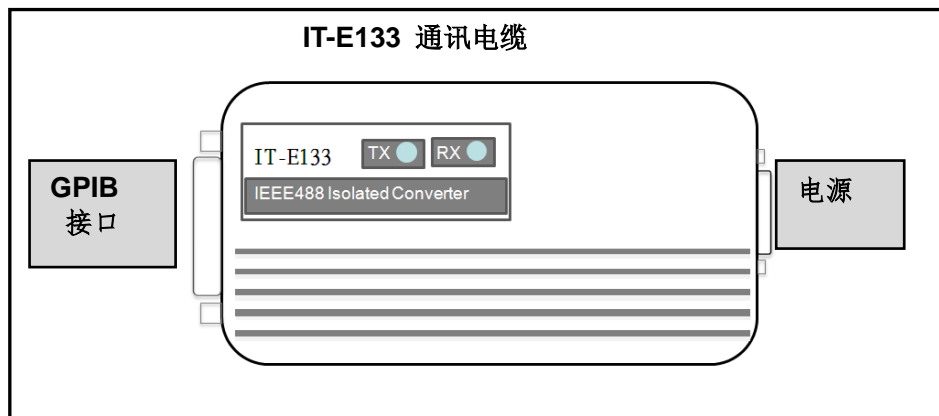 IT-E133 通讯电缆
IT-E133
TX
RX
IEEE488 Isolated Converter
GPIB
接口
电源